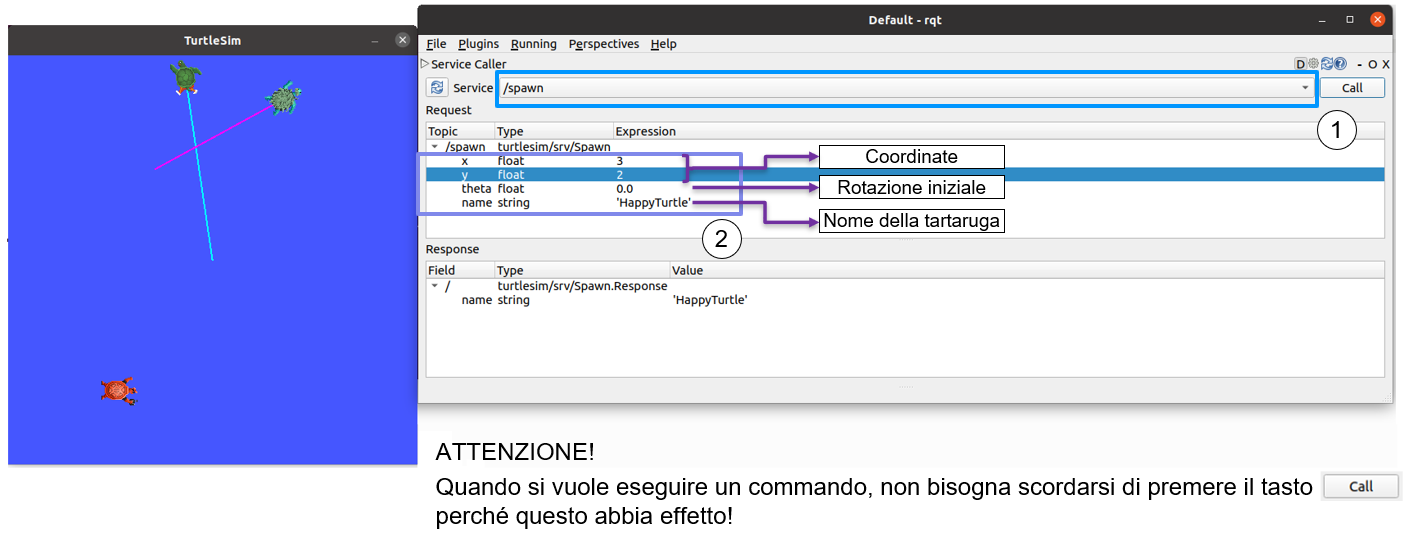 TurtleSim
Default - rqt
File Plugins Running Perspectives Help
Service Caller
D - O X
Service /spawn Call
Request
1
Topic Type Expression
/spawn turtlesim/srv/Spawn
x float 3
Coordinate
y float 2
theta float 0.0
Rotazione iniziale
name string 'HappyTurtle'
Nome della tartaruga
2
Response
Field Type Value
/ turtlesim/srv/Spawn.Response
name string 'HappyTurtle'
ATTENZIONE!
Quando si vuole eseguire un commando, non bisogna scordarsi di premere il tasto Call
perché questo abbia effetto!